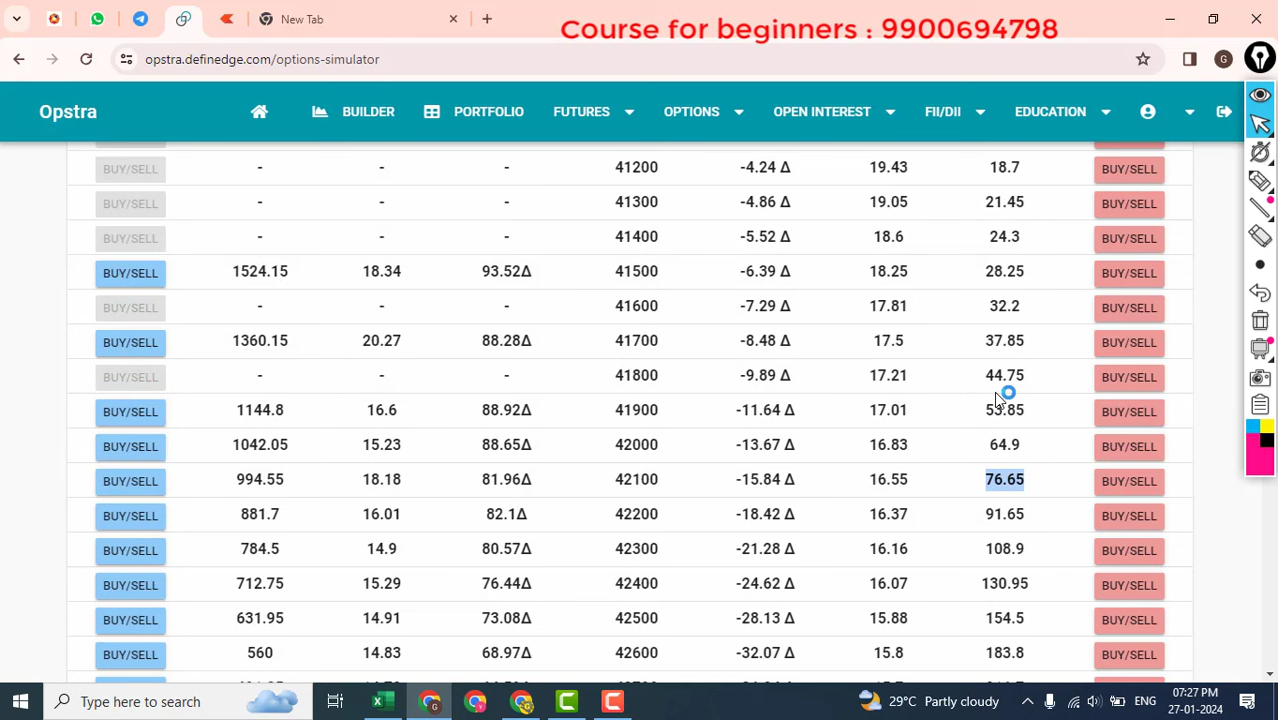 New Tab
Course for beginners : 9900694798
opstra.definedge.com/options-simulator
G
Opstra BUILDER PORTFOLIO FUTURES OPTIONS OPEN INTEREST FII/DII EDUCATION
BUY/SELL - - - 41200 -4.24 Δ 19.43 18.7 BUY/SELL
BUY/SELL - - - 41300 -4.86 Δ 19.05 21.45 BUY/SELL
BUY/SELL - - - 41400 -5.52 Δ 18.6 24.3 BUY/SELL
BUY/SELL 1524.15 18.34 93.52Δ 41500 -6.39 Δ 18.25 28.25 BUY/SELL
BUY/SELL - - - 41600 -7.29 Δ 17.81 32.2 BUY/SELL
BUY/SELL 1360.15 20.27 88.28Δ 41700 -8.48 Δ 17.5 37.85 BUY/SELL
BUY/SELL - - - 41800 -9.89 Δ 17.21 44.75 BUY/SELL
BUY/SELL 1144.8 16.6 88.92Δ 41900 -11.64 Δ 17.01 53.85 BUY/SELL
BUY/SELL 1042.05 15.23 88.65Δ 42000 -13.67 Δ 16.83 64.9 BUY/SELL
BUY/SELL 994.55 18.18 81.96Δ 42100 -15.84 Δ 16.55 76.65 BUY/SELL
BUY/SELL 881.7 16.01 82.1Δ 42200 -18.42 Δ 16.37 91.65 BUY/SELL
BUY/SELL 784.5 14.9 80.57Δ 42300 -21.28 Δ 16.16 108.9 BUY/SELL
BUY/SELL 712.75 15.29 76.44Δ 42400 -24.62 Δ 16.07 130.95 BUY/SELL
BUY/SELL 631.95 14.91 73.08Δ 42500 -28.13 Δ 15.88 154.5 BUY/SELL
BUY/SELL 560 14.83 68.97Δ 42600 -32.07 Δ 15.8 183.8 BUY/SELL
Type here to search 29°C Partly cloudy ENG 07:27 PM
27-01-2024